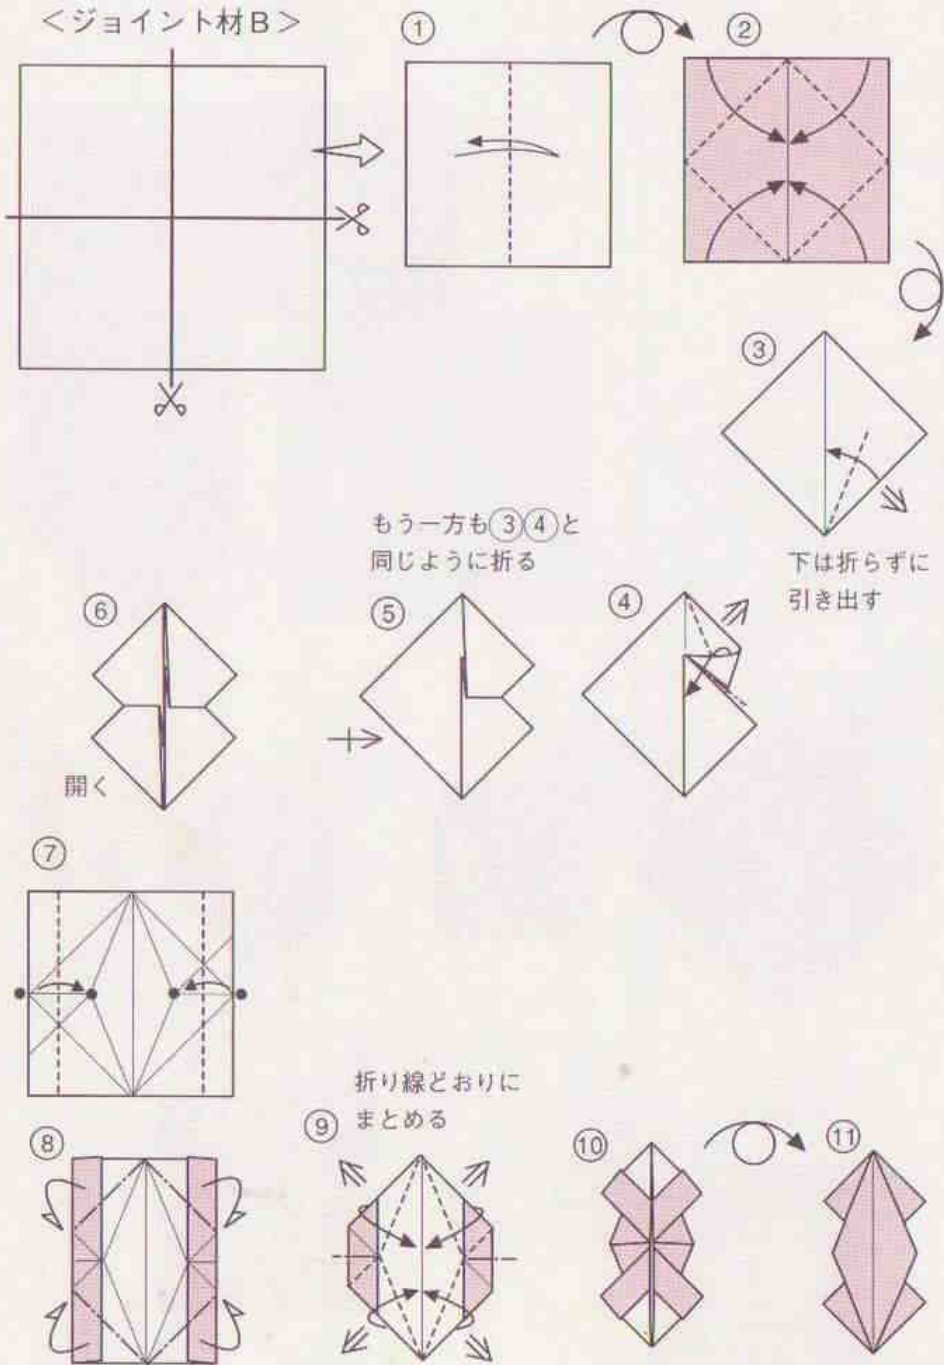 <ジョイント材B>
①
②
③
下は折らずに
引き出す
④
もう一方も③④と
同じように折る
⑤
⑥
開く
⑦
⑧
折り線どおりに
まとめる
⑨
⑩
⑪